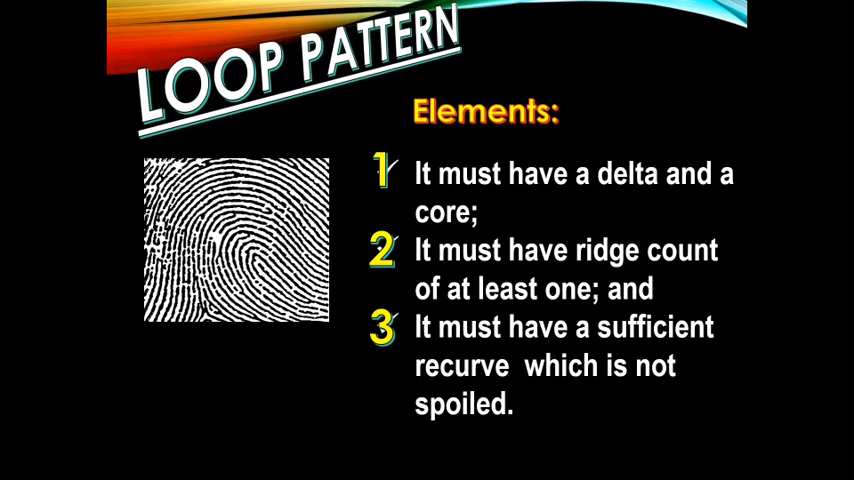 LOOP PATTERN
Elements:
1 It must have a delta and a
core;
2 It must have ridge count
of at least one; and
3 It must have a sufficient
recurve which is not
spoiled.